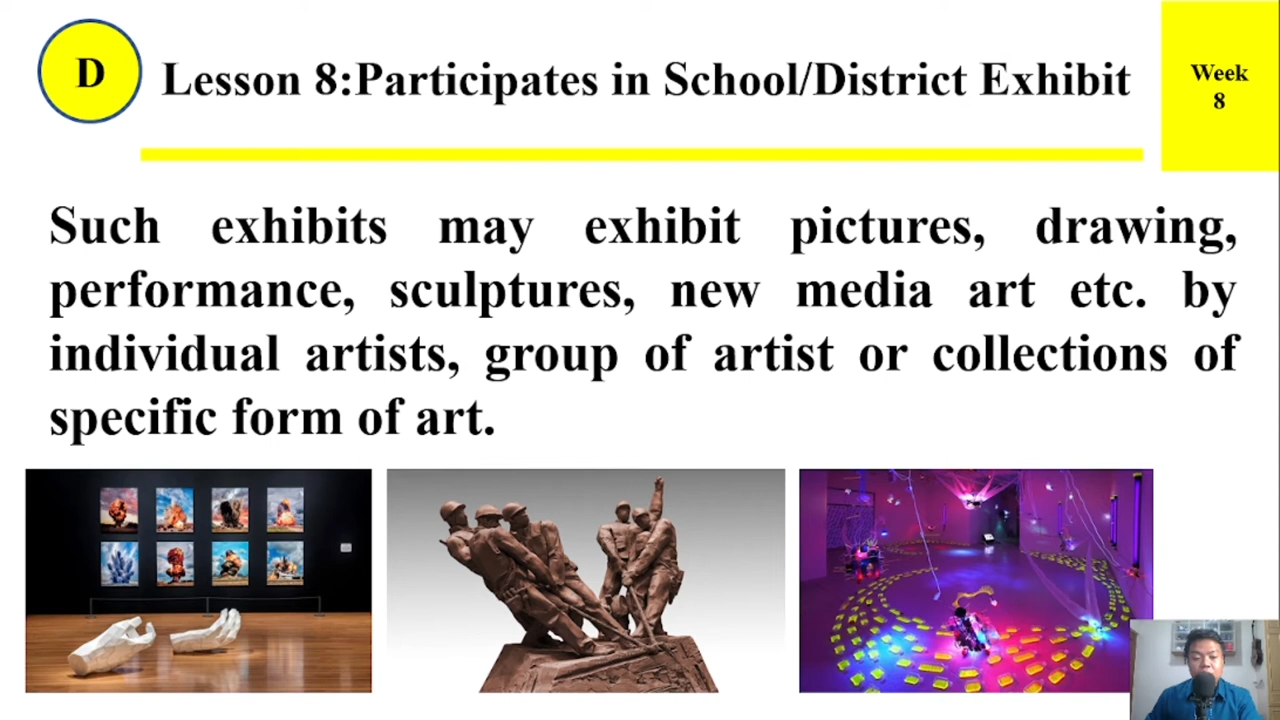 D
Lesson 8:Participates in School/District Exhibit
Week
8
Such exhibits may exhibit pictures, drawing,
performance, sculptures, new media art etc. by
individual artists, group of artist or collections of
specific form of art.